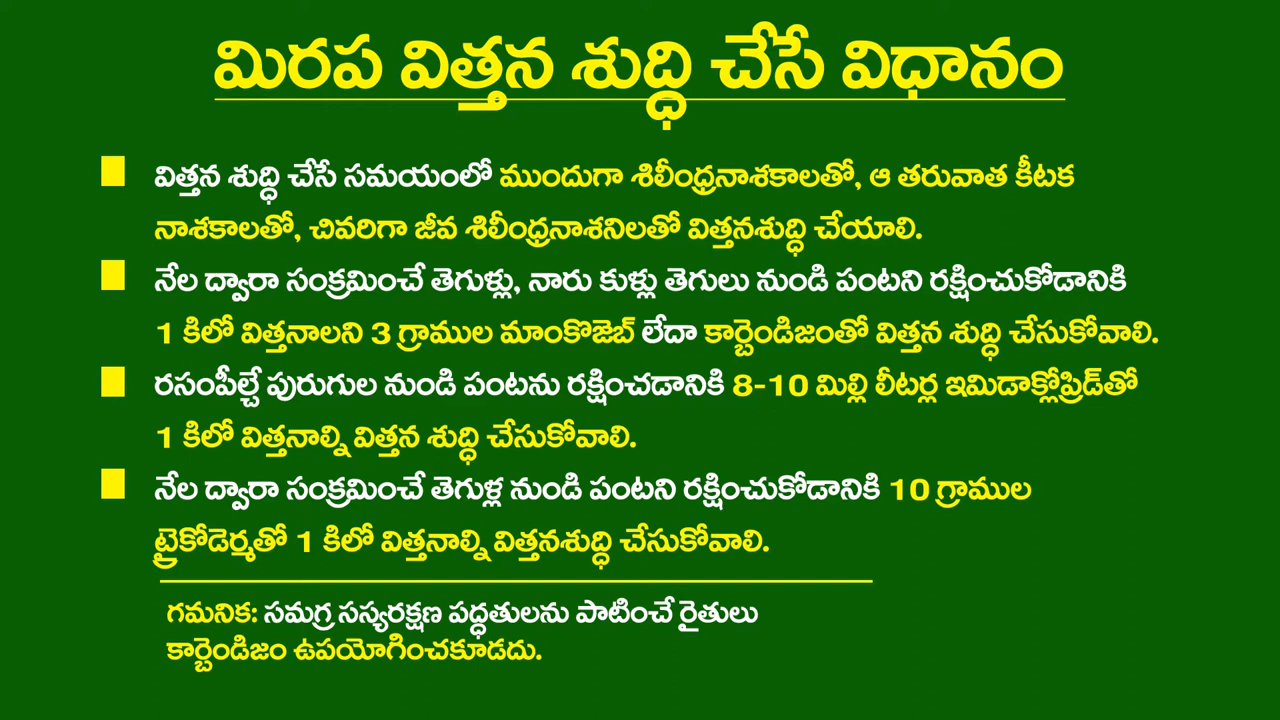 మిరప విత్తన శుద్ధి చేసే విధానం
విత్తన శుద్ధి చేసే సమయంలో ముందుగా శిలీంధ్రనాశకాలతో, ఆ తరువాత కీటక
నాశకాలతో, చివరిగా జీవ శిలీంధ్రనాశనిలతో విత్తనశుద్ధి చేయాలి.
నేల ద్వారా సంక్రమించే తెగుళ్లు, నారు కుళ్లు తెగులు నుండి పంటని రక్షించుకోడానికి
1 కిలో విత్తనాలని 3 గ్రాముల మాంకొజెబ్ లేదా కార్బెండిజంతో విత్తన శుద్ధి చేసుకోవాలి.
రసంపీల్చే పురుగుల నుండి పంటను రక్షించడానికి 8-10 మిల్లి లీటర్ల ఇమిడాక్లోప్రిడ్‌తో
1 కిలో విత్తనాల్ని విత్తన శుద్ధి చేసుకోవాలి.
నేల ద్వారా సంక్రమించే తెగుళ్ల నుండి పంటని రక్షించుకోడానికి 10 గ్రాముల
ట్రైకోడెర్మతో 1 కిలో విత్తనాల్ని విత్తనశుద్ధి చేసుకోవాలి.
గమనిక: సమగ్ర సస్యరక్షణ పద్ధతులను పాటించే రైతులు
కార్బెండిజం ఉపయోగించకూడదు.